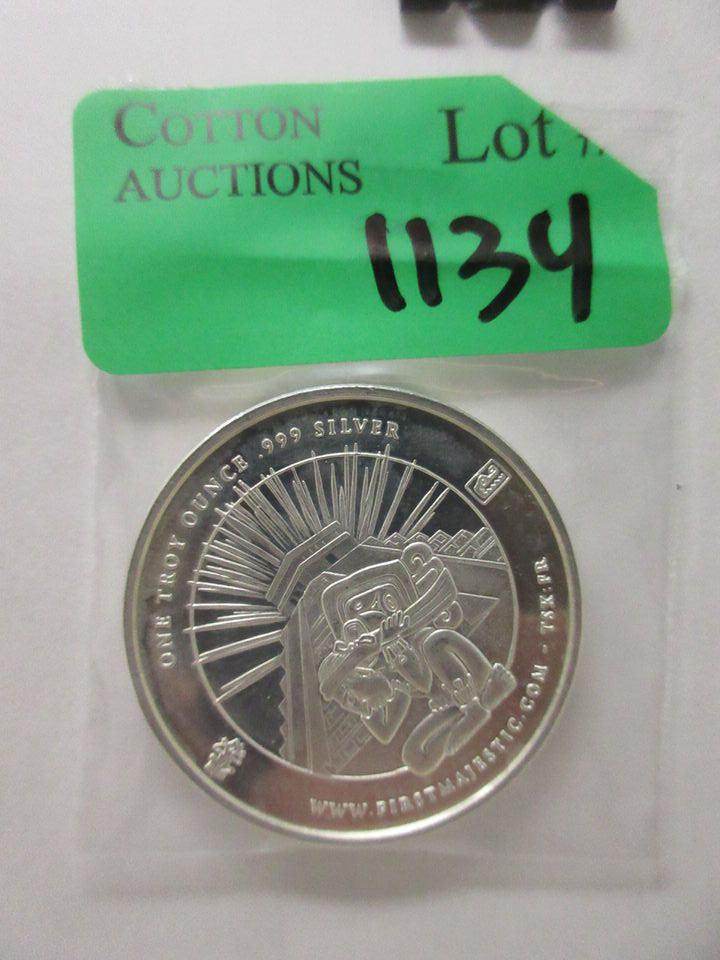 COTTON
AUCTIONS
Lot #
1134
ONE TROY OUNCE .999 SILVER
WWW.FIRSTMAJESTIC.COM - TSX:FR